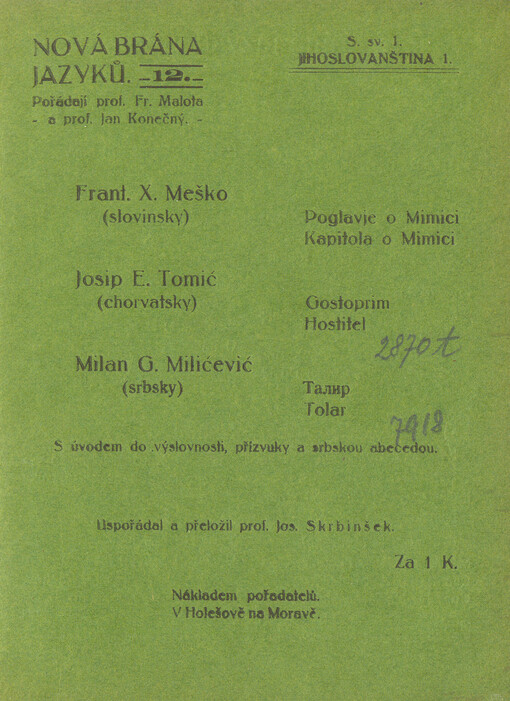 NOVÁ BRÁNA
JAZYKŮ. -12.-
Pořádají prof. Fr. Malota
- a prof. Jan Konečný. -
S. sv. 1.
JIHOSLOVANŠTINA 1.
Frant. X. Meško
(slovinsky)
Poglavje o Mimici
Kapitola o Mimici
Josip E. Tomić
(chorvatsky)
Gostoprim
Hostitel
2870 t
Milan G. Milićević
(srbsky)
Талир
Tolar
7918
S úvodem do výslovnosti, přízvuky a srbskou abecedou.
Uspořádal a přeložil prof. Jos. Skrbinšek.
Za 1 K.
Nákladem pořadatelů.
V Holešově na Moravě.